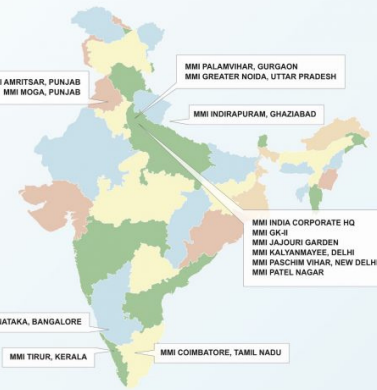 MMI PALAMVIHAR, GURGAON
MMI GREATER NOIDA, UTTAR PRADESH
AMRITSAR, PUNJAB
MMI MOGA, PUNJAB
MMI INDIRAPURAM, GHAZIABAD
MMI INDIA CORPORATE HQ
MMI GK-II
MMI JAJOURI GARDEN
MMI KALYANMAYEE, DELHI
MMI PASCHIM VIHAR, NEW DELHI
MMI PATEL NAGAR
NATAKA, BANGALORE
MMI TIRUR, KERALA
MMI COIMBATORE, TAMIL NADU